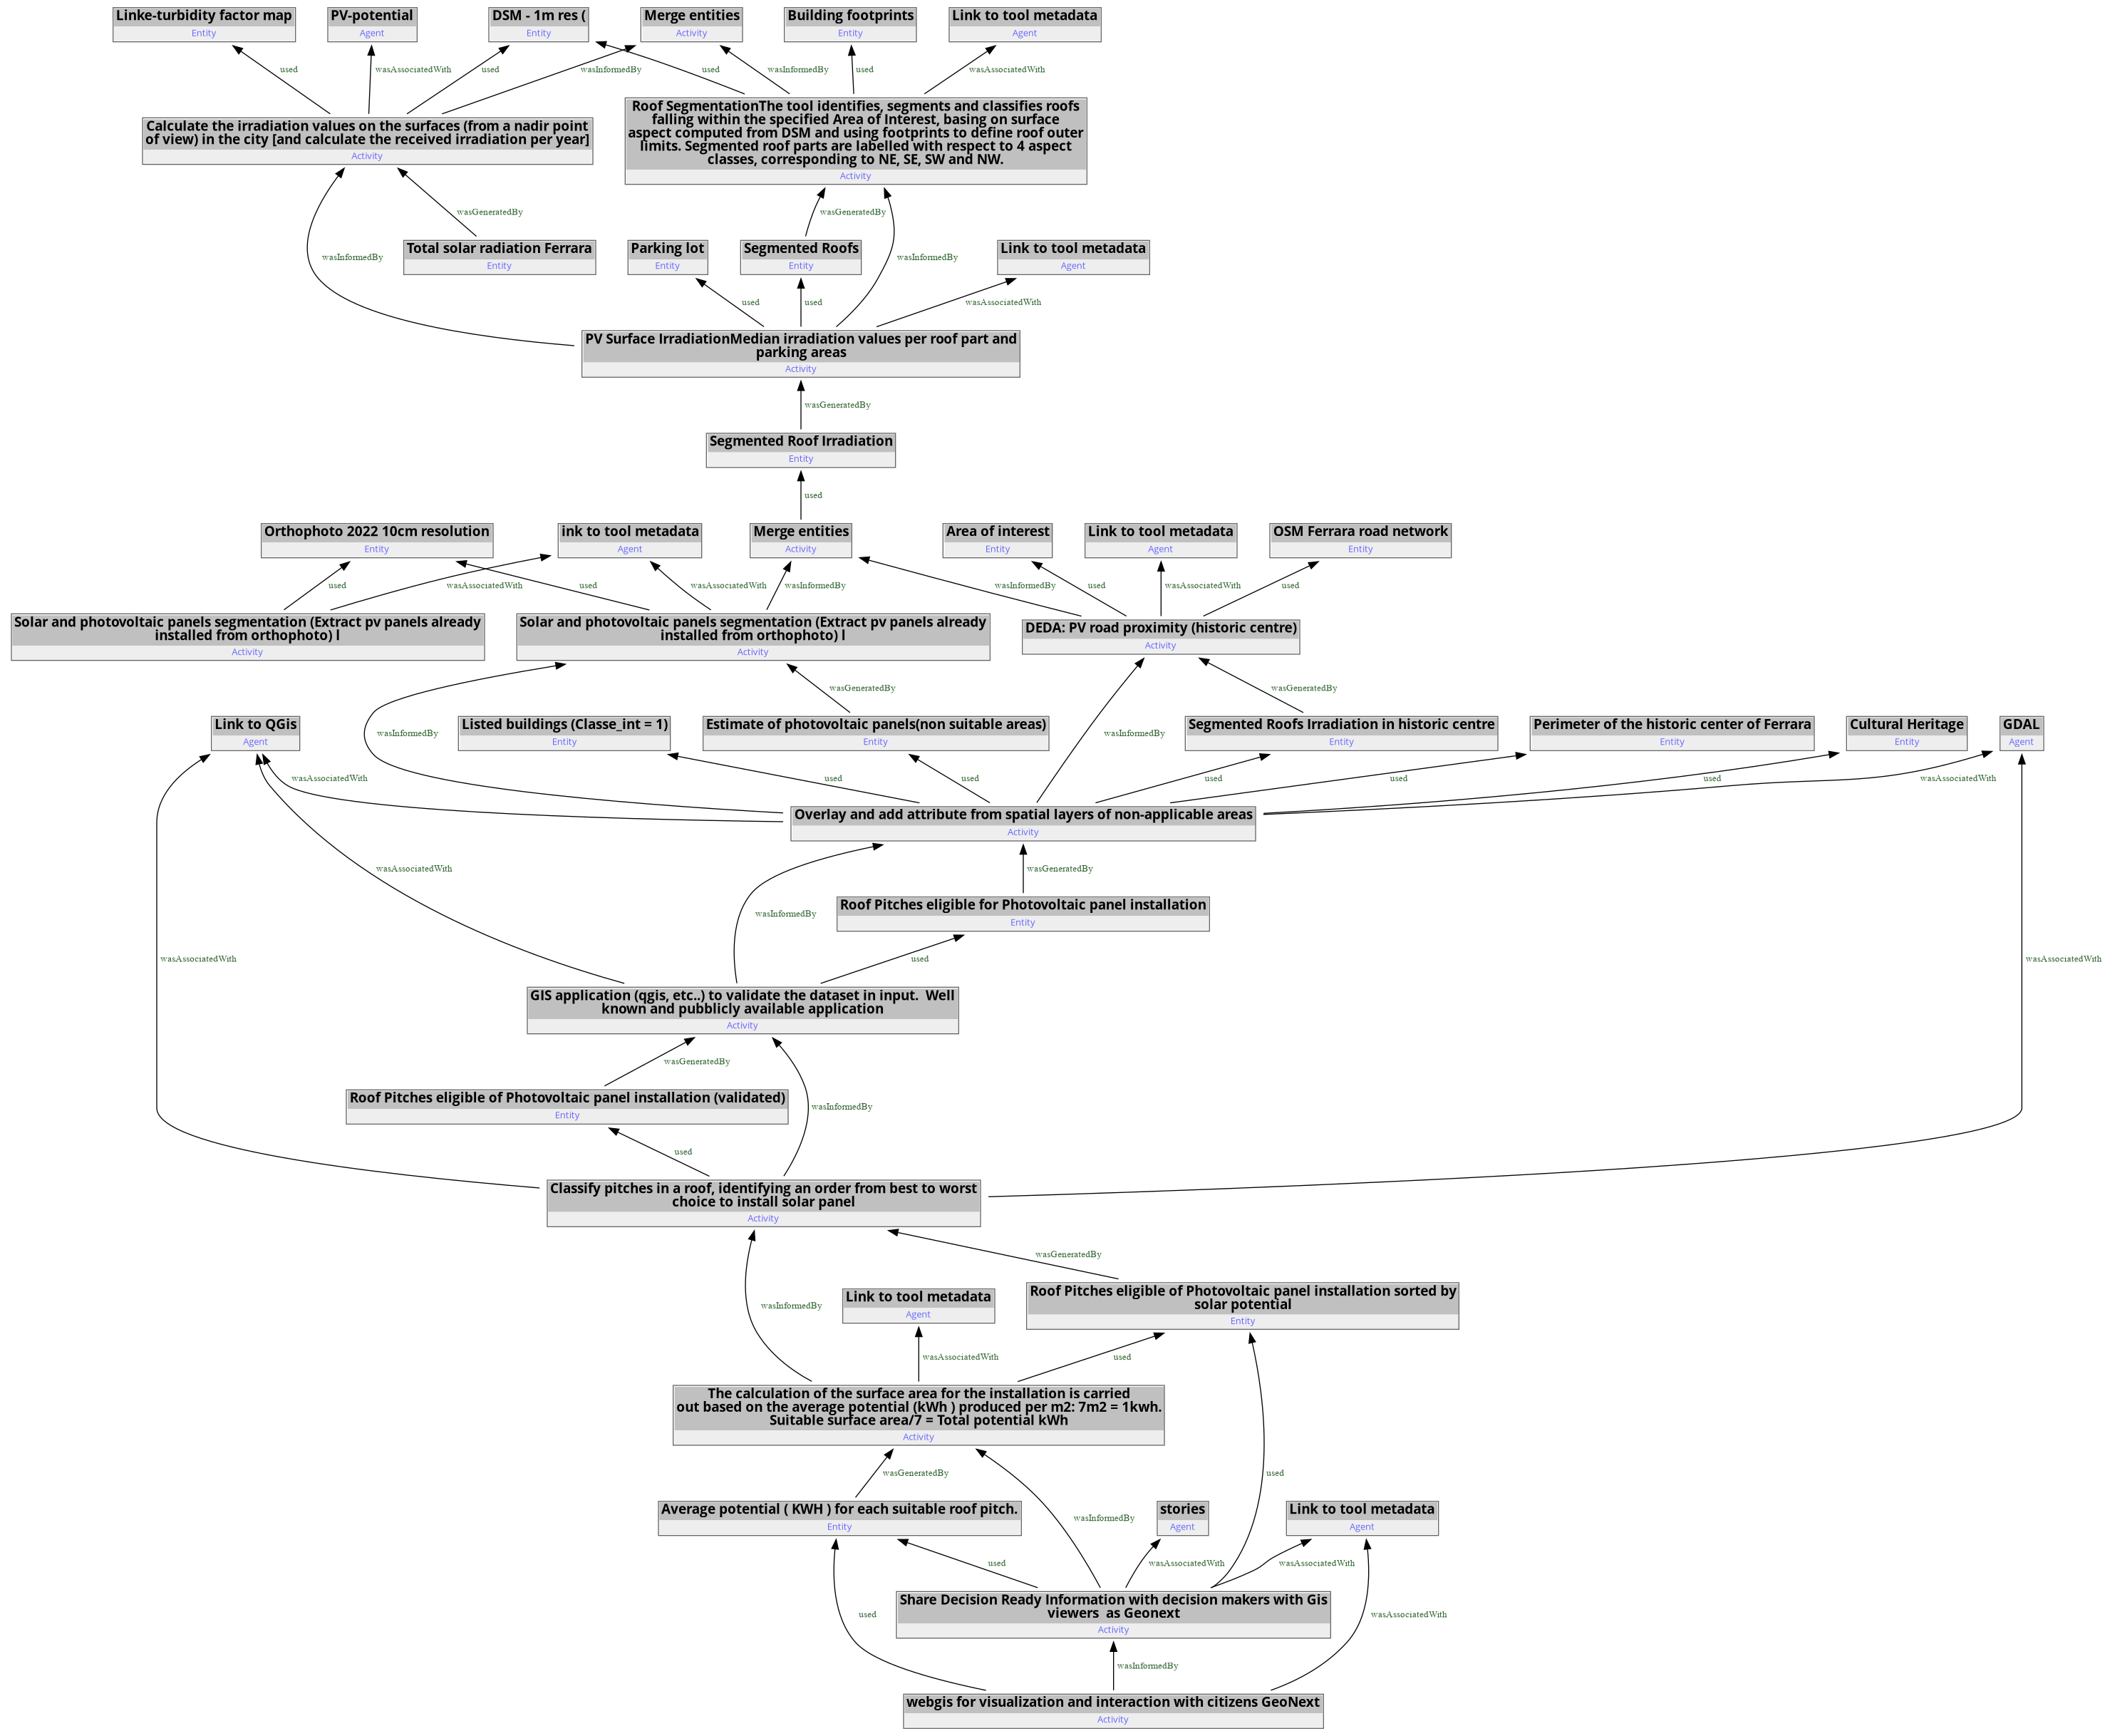 Linke-turbidity factor map
Entity
PV-potential
Agent
DSM - 1m res (
Entity
Merge entities
Activity
Building footprints
Entity
Link to tool metadata
Agent
used
wasAssociatedWith
used
wasInformedBy
used
wasInformedBy
used
wasAssociatedWith
Calculate the irradiation values on the surfaces (from a nadir point
of view) in the city [and calculate the received irradiation per year]
Activity
Roof SegmentationThe tool identifies, segments and classifies roofs
falling within the specified Area of Interest, basing on surface
aspect computed from DSM and using footprints to define roof outer
limits. Segmented roof parts are labelled with respect to 4 aspect
classes, corresponding to NE, SE, SW and NW.
Activity
wasGeneratedBy
wasGeneratedBy
wasInformedBy
wasInformedBy
Total solar radiation Ferrara
Entity
Parking lot
Entity
Segmented Roofs
Entity
Link to tool metadata
Agent
used
used
wasAssociatedWith
PV Surface IrradiationMedian irradiation values per roof part and
parking areas
Activity
wasGeneratedBy
Segmented Roof Irradiation
Entity
used
Orthophoto 2022 10cm resolution
Entity
ink to tool metadata
Agent
Merge entities
Activity
Area of interest
Entity
Link to tool metadata
Agent
OSM Ferrara road network
Entity
used
wasAssociatedWith
used
wasAssociatedWith
wasInformedBy
wasInformedBy
used
wasAssociatedWith
used
Solar and photovoltaic panels segmentation (Extract pv panels already
installed from orthophoto) l
Activity
Solar and photovoltaic panels segmentation (Extract pv panels already
installed from orthophoto) l
Activity
DEDA: PV road proximity (historic centre)
Activity
wasGeneratedBy
wasGeneratedBy
wasInformedBy
wasInformedBy
Link to QGis
Agent
Listed buildings (Classe_int = 1)
Entity
Estimate of photovoltaic panels(non suitable areas)
Entity
Segmented Roofs Irradiation in historic centre
Entity
Perimeter of the historic center of Ferrara
Entity
Cultural Heritage
Entity
GDAL
Agent
wasAssociatedWith
used
used
used
used
used
wasAssociatedWith
Overlay and add attribute from spatial layers of non-applicable areas
Activity
wasAssociatedWith
wasGeneratedBy
wasInformedBy
Roof Pitches eligible for Photovoltaic panel installation
Entity
wasAssociatedWith
used
wasAssociatedWith
GIS application (qgis, etc..) to validate the dataset in input.  Well
known and pubblicly available application
Activity
wasGeneratedBy
wasInformedBy
Roof Pitches eligible of Photovoltaic panel installation (validated)
Entity
used
Classify pitches in a roof, identifying an order from best to worst
choice to install solar panel
Activity
wasGeneratedBy
wasInformedBy
Link to tool metadata
Agent
Roof Pitches eligible of Photovoltaic panel installation sorted by
solar potential
Entity
wasAssociatedWith
used
The calculation of the surface area for the installation is carried
out based on the average potential (kWh ) produced per m2: 7m2 = 1kwh.
Suitable surface area/7 = Total potential kWh
Activity
wasGeneratedBy
used
wasInformedBy
Average potential ( KWH ) for each suitable roof pitch.
Entity
stories
Agent
Link to tool metadata
Agent
used
wasAssociatedWith
wasAssociatedWith
Share Decision Ready Information with decision makers with Gis
viewers  as Geonext
Activity
used
wasAssociatedWith
wasInformedBy
webgis for visualization and interaction with citizens GeoNext
Activity